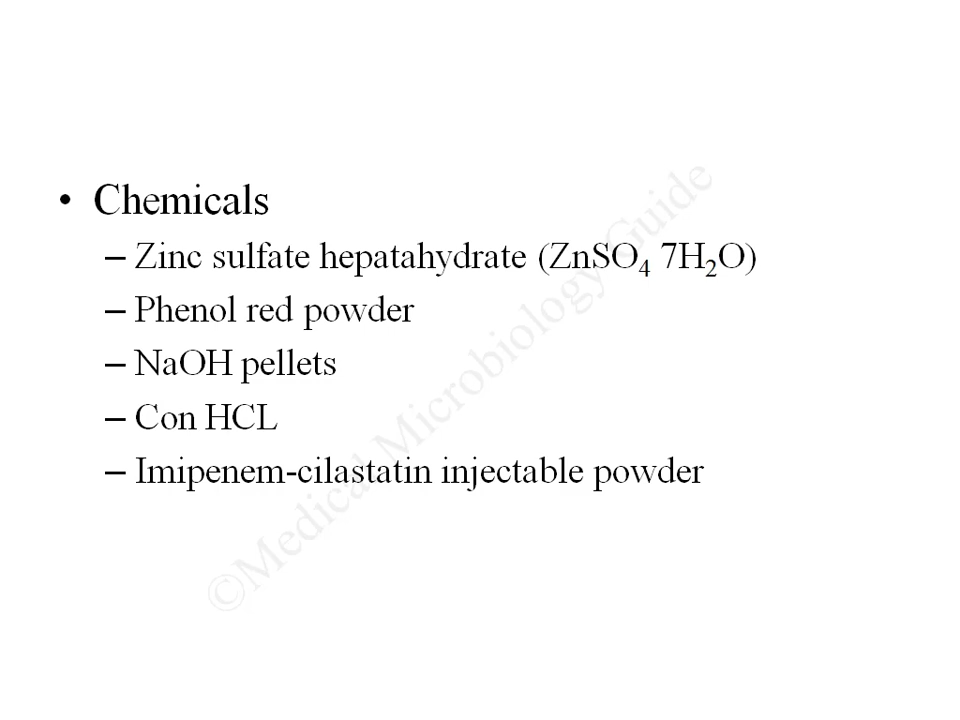 • Chemicals
– Zinc sulfate hepatahydrate (ZnSO₄ 7H₂O)
– Phenol red powder
– NaOH pellets
– Con HCL
– Imipenem-cilastatin injectable powder
©Medical Microbiology Guide